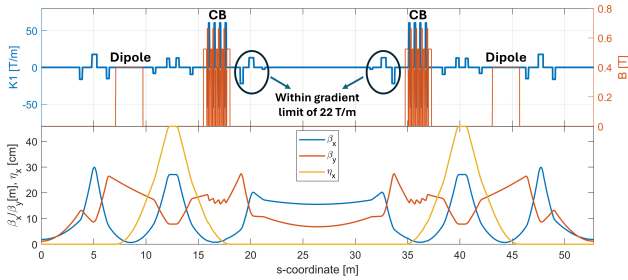 CB
CB
0.8
50
Dipole
Dipole
0.6
K1 [T/m]
0
0.4
B [T]
Within gradient
limit of 22 T/m
-50
0.2
0
40
βx
βy
ηx
30
βx/βy[m], ηx [cm]
20
10
0
0
5
10
15
20
25
30
35
40
45
50
s-coordinate [m]